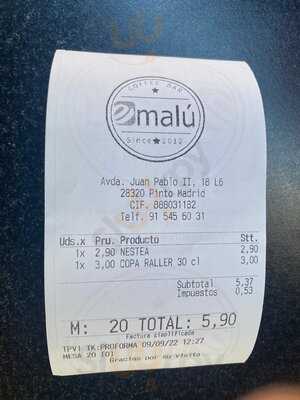 COFFEE BAR
emalú
Since★2012
Avda. Juan Pablo II, 18 L6
28320 Pinto Madrid
CIF. 888031182
Telf. 91 545 60 31
Uds.x Pru. Producto Stt.
1x 2,90 NESTEA 2,90
1x 3,00 COPA RALLER 30 cl 3,00
Subtotal 5,37
Impuestos 0,53
M: 20 TOTAL: 5,90
Factura simplificada
TPV1 TK:PROFORMA 09/09/22 12:27
MESA 20 [0]
Gracias por su visita